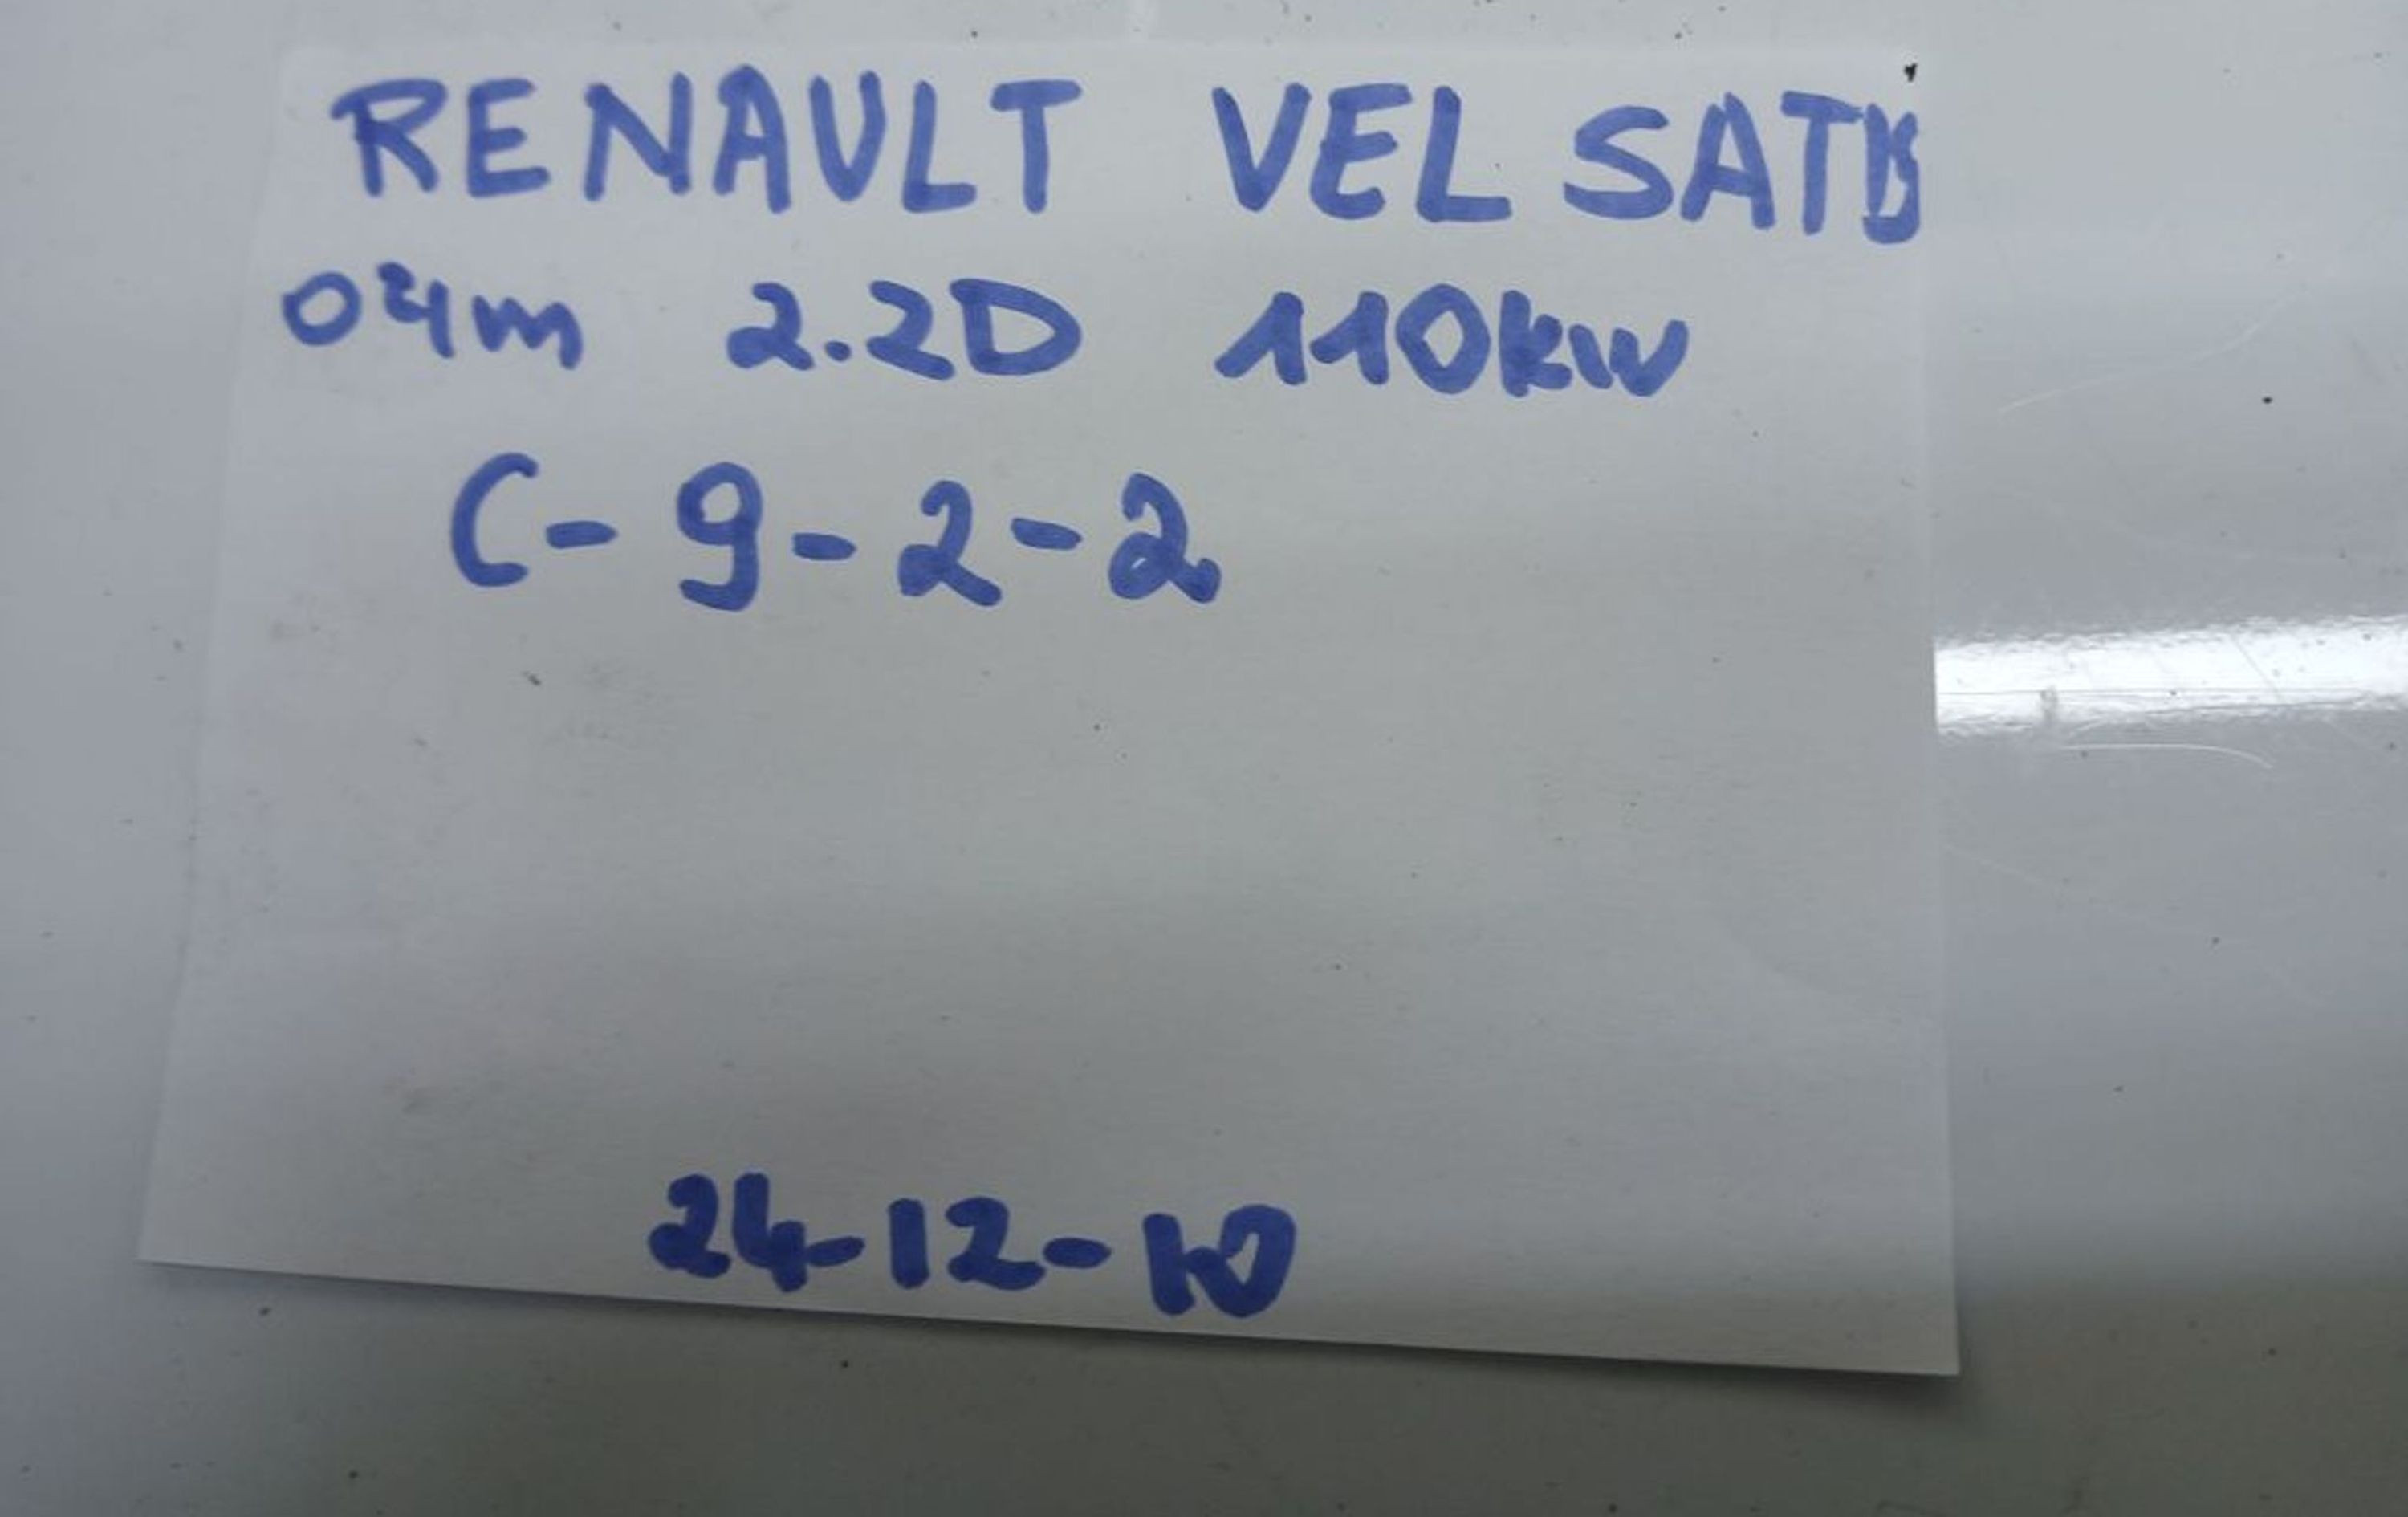 RENAULT VEL SATIS
04m 2.2D 110kw
C-9-2-2
24-12-10